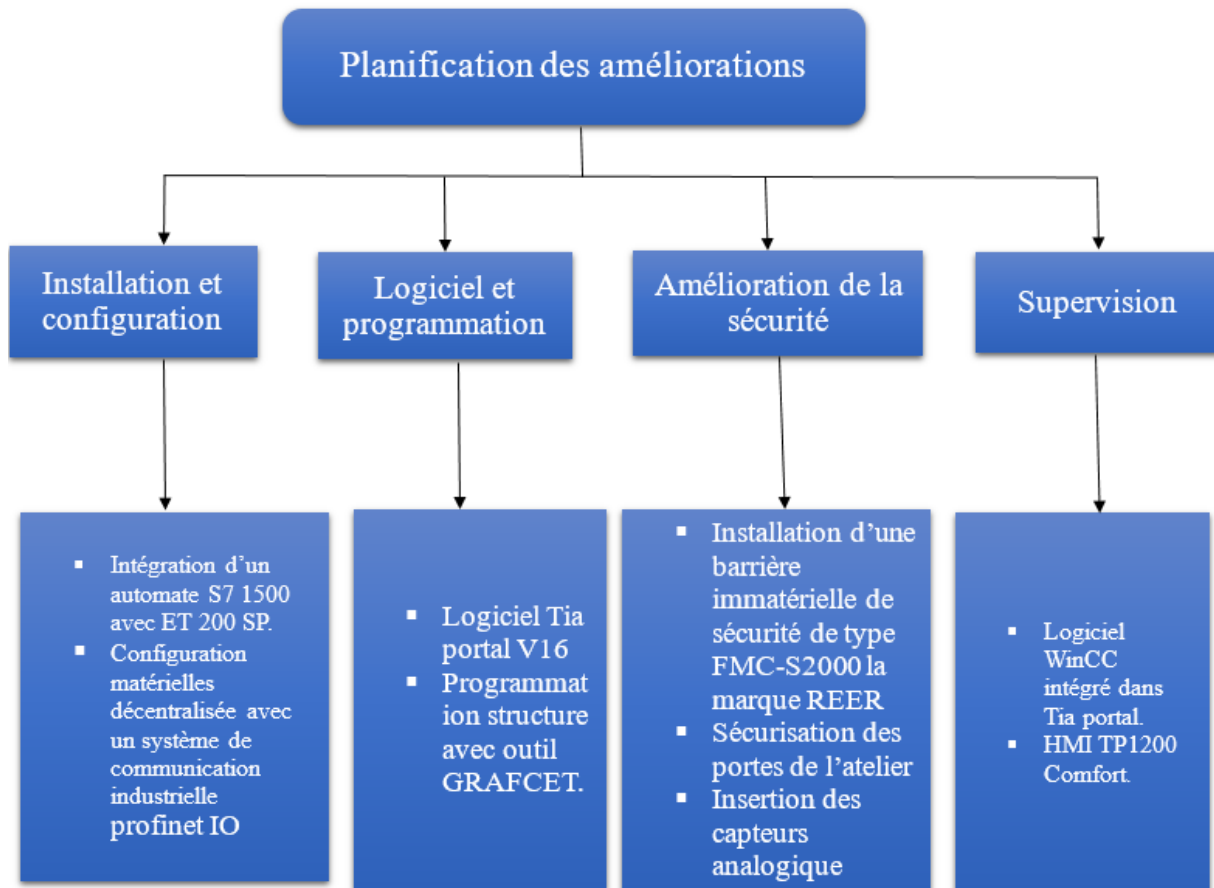 Planification des améliorations
Installation et
configuration
Logiciel et
programmation
Amélioration de la
sécurité
Supervision
▪ Intégration d’un
automate S7 1500
avec ET 200 SP.
▪ Configuration
matérielles
décentralisée avec
un système de
communication
industrielle
profinet IO
▪ Logiciel Tia
portal V16
▪ Programmat
ion structure
avec outil
GRAFCET.
▪ Installation d’une
barrière
immatérielle de
sécurité de type
FMC-S2000 la
marque REER
▪ Sécurisation des
portes de l’atelier
▪ Insertion des
capteurs
analogique
▪ Logiciel
WinCC
intégré dans
Tia portal.
▪ HMI TP1200
Comfort.